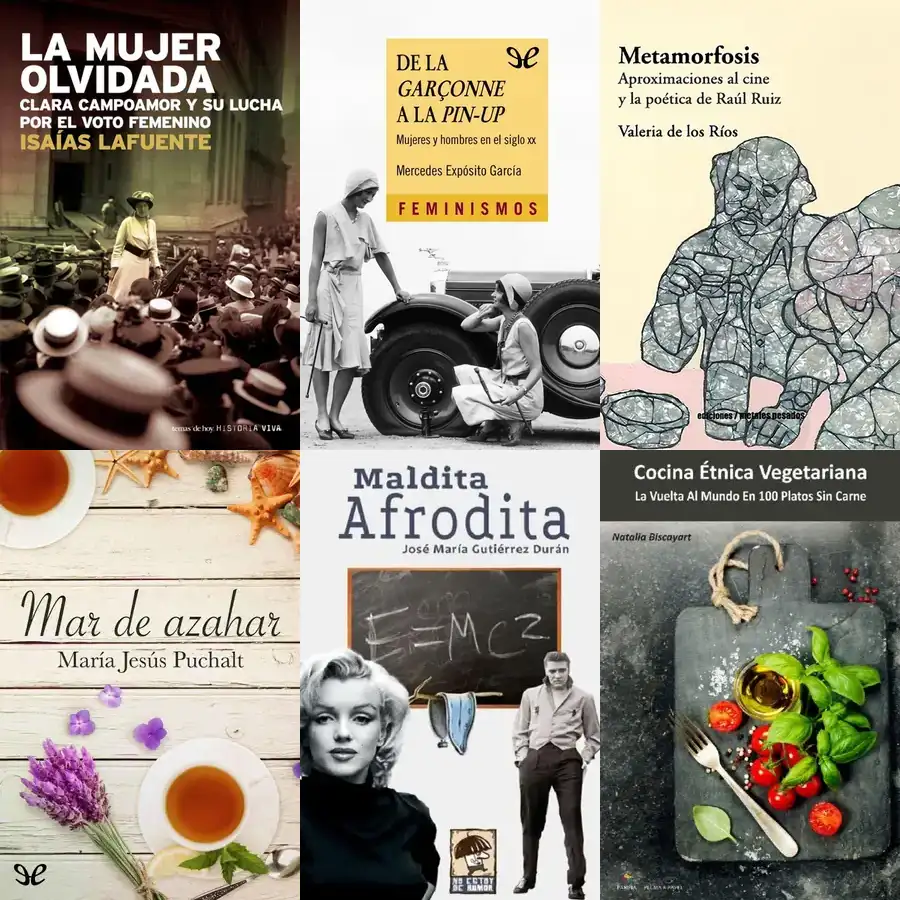 LA MUJER
OLVIDADA
CLARA CAMPOAMOR Y SU LUCHA
POR EL VOTO FEMENINO
ISAÍAS LAFUENTE
temas de hoy. HISTORIA VIVA
DE LA
GARÇONNE
A LA PIN-UP
Mujeres y hombres en el siglo xx
Mercedes Expósito García
FEMINISMOS
Metamorfosis
Aproximaciones al cine
y la poética de Raúl Ruiz
Valeria de los Ríos
ediciones / metales pesados
Mar de azahar
María Jesús Puchalt
Maldita
Afrodita
José María Gutiérrez Durán
E=Mc2
NO ESTOY
DE HUMOR
Cocina Étnica Vegetariana
La Vuelta Al Mundo En 100 Platos Sin Carne
Natalia Biscayart